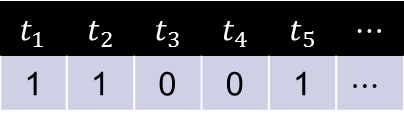 t₁ t₂ t₃ t₄ t₅ ⋯
1 1 0 0 1 ⋯